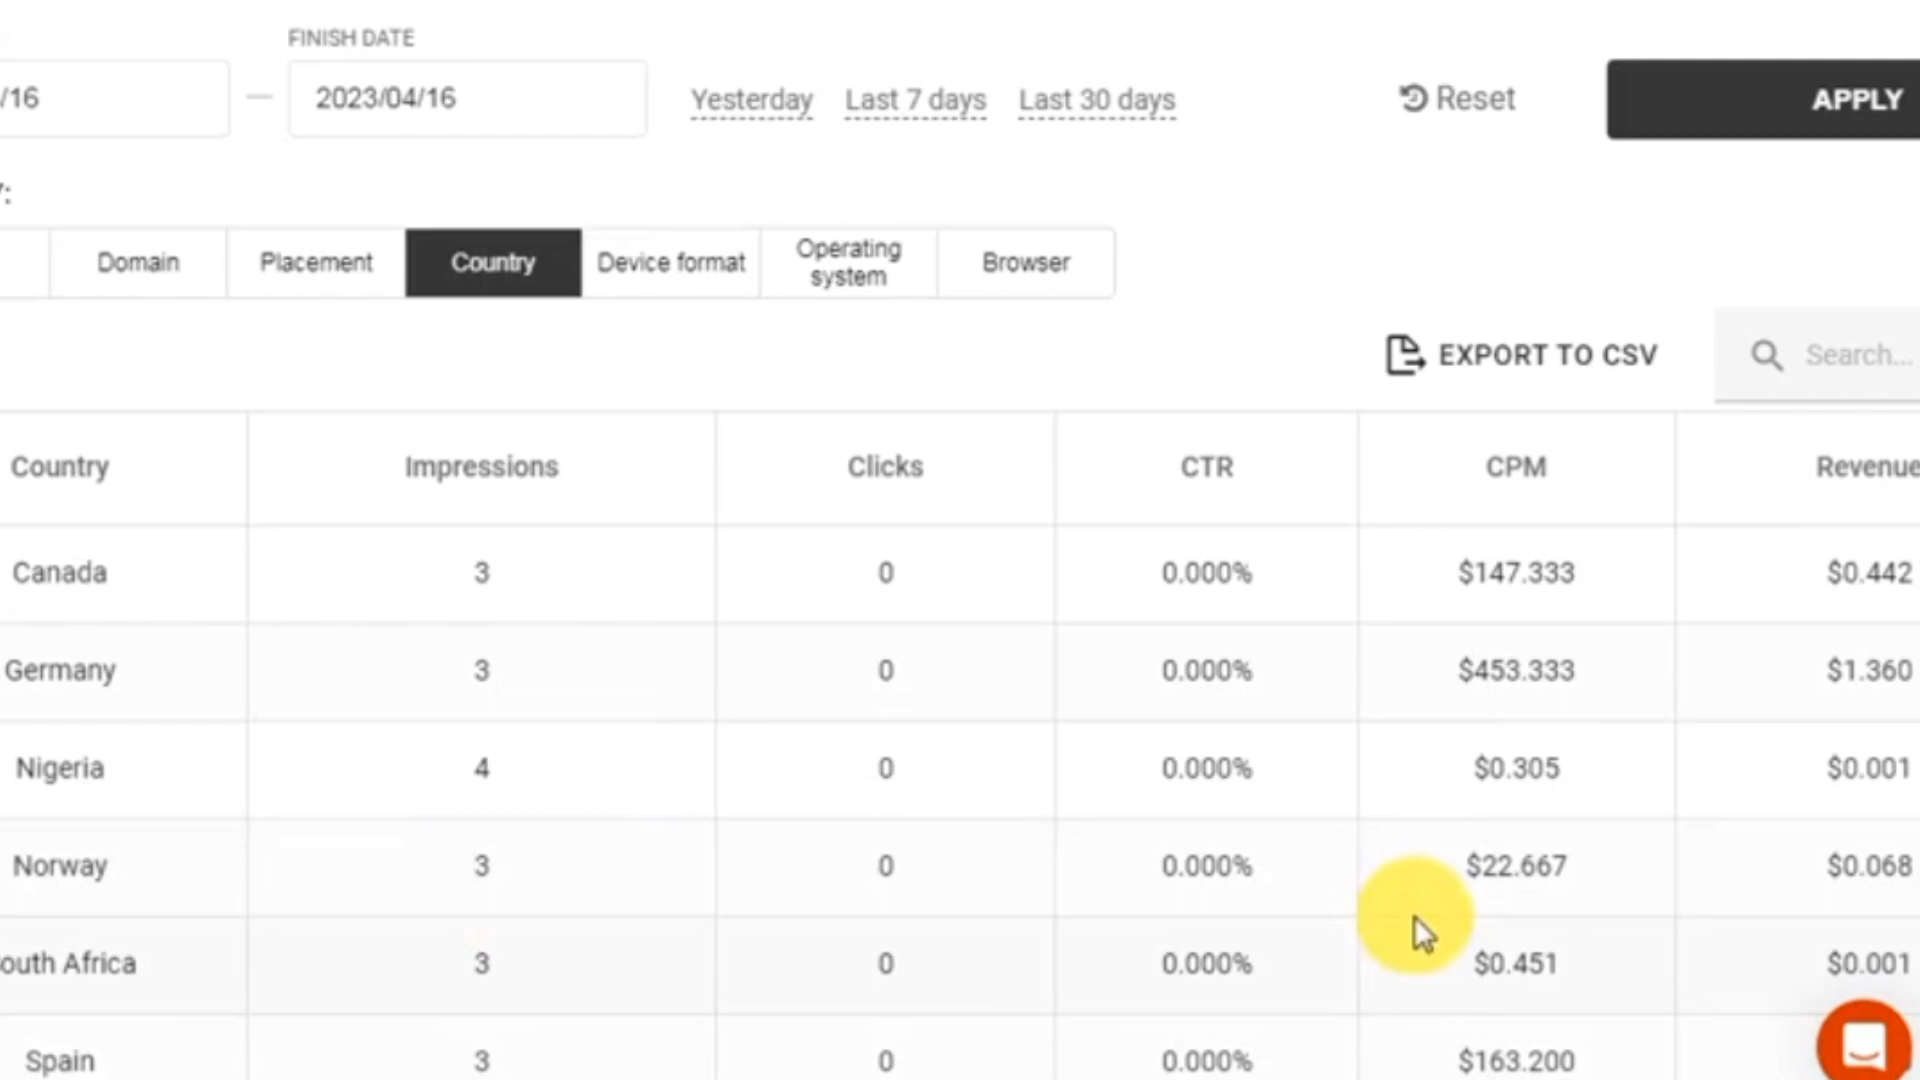 FINISH DATE
/16 — 2023/04/16 Yesterday Last 7 days Last 30 days Reset APPLY
:
Domain Placement Country Device format Operating system Browser
EXPORT TO CSV Search...
Country Impressions Clicks CTR CPM Revenue
Canada 3 0 0.000% $147.333 $0.442
Germany 3 0 0.000% $453.333 $1.360
Nigeria 4 0 0.000% $0.305 $0.001
Norway 3 0 0.000% $22.667 $0.068
outh Africa 3 0 0.000% $0.451 $0.001
Spain 3 0 0.000% $163.200